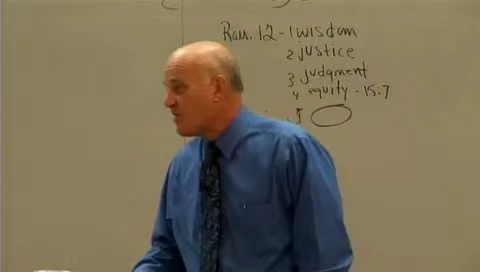 Rom. 12 - 1 wisdom
2 justice
3 judgment
4 equity - 15:7
5